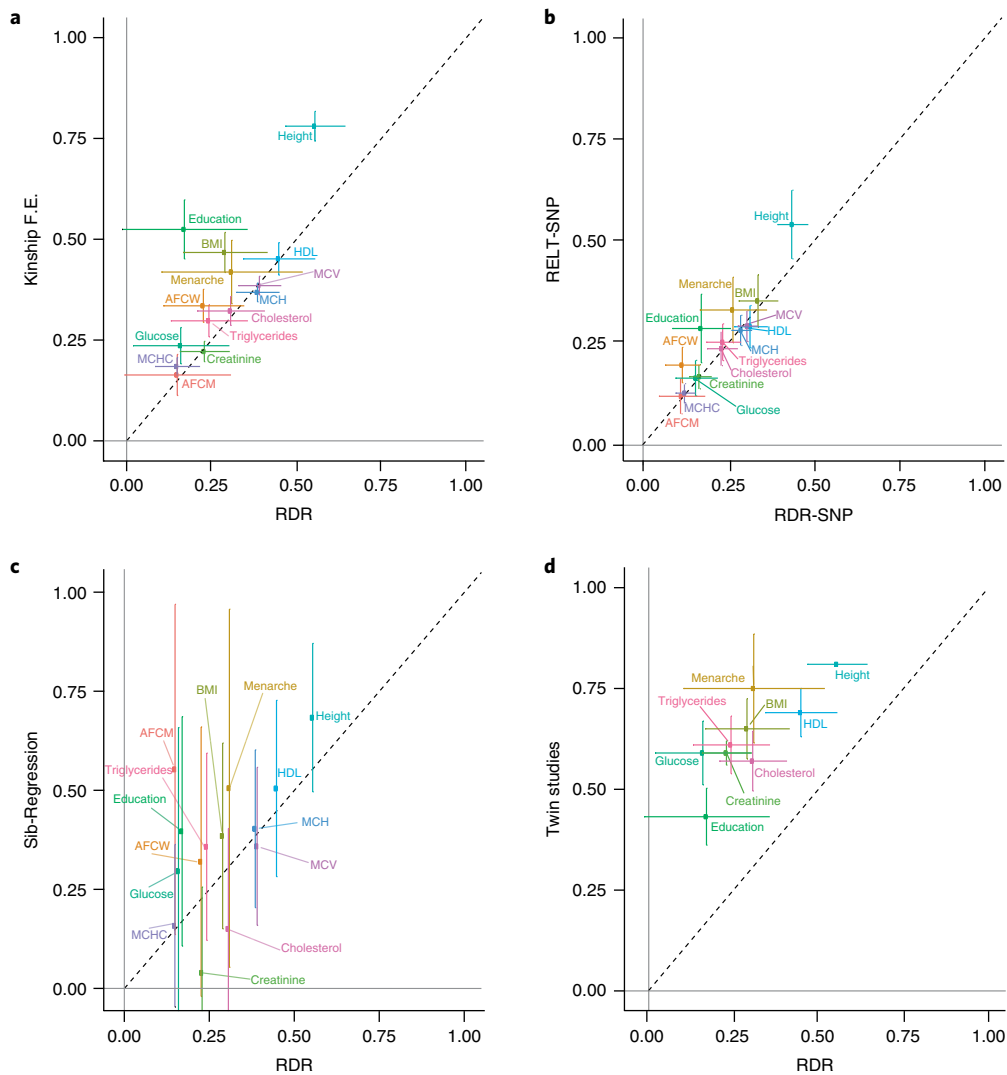 a
1.00
0.75
0.50
0.25
0.00
Kinship F.E.
Height
Education
BMI
HDL
MCV
Menarche
MCH
AFCW
Cholesterol
Triglycerides
Glucose
Creatinine
MCHC
AFCM
0.00 0.25 0.50 0.75 1.00
RDR
b
1.00
0.75
0.50
0.25
0.00
RELT-SNP
Height
BMI
Menarche
MCV
Education
HDL
AFCW
MCH
Triglycerides
Cholesterol
Creatinine
MCHC
Glucose
AFCM
0.00 0.25 0.50 0.75 1.00
RDR-SNP
c
1.00
0.75
0.50
0.25
0.00
Sib-Regression
BMI
Menarche
Height
AFCM
Triglycerides
HDL
Education
MCH
AFCW
MCV
Glucose
MCHC
Cholesterol
Creatinine
0.00 0.25 0.50 0.75 1.00
RDR
d
1.00
0.75
0.50
0.25
0.00
Twin studies
Menarche
Height
Triglycerides
BMI
HDL
Glucose
Cholesterol
Creatinine
Education
0.00 0.25 0.50 0.75 1.00
RDR